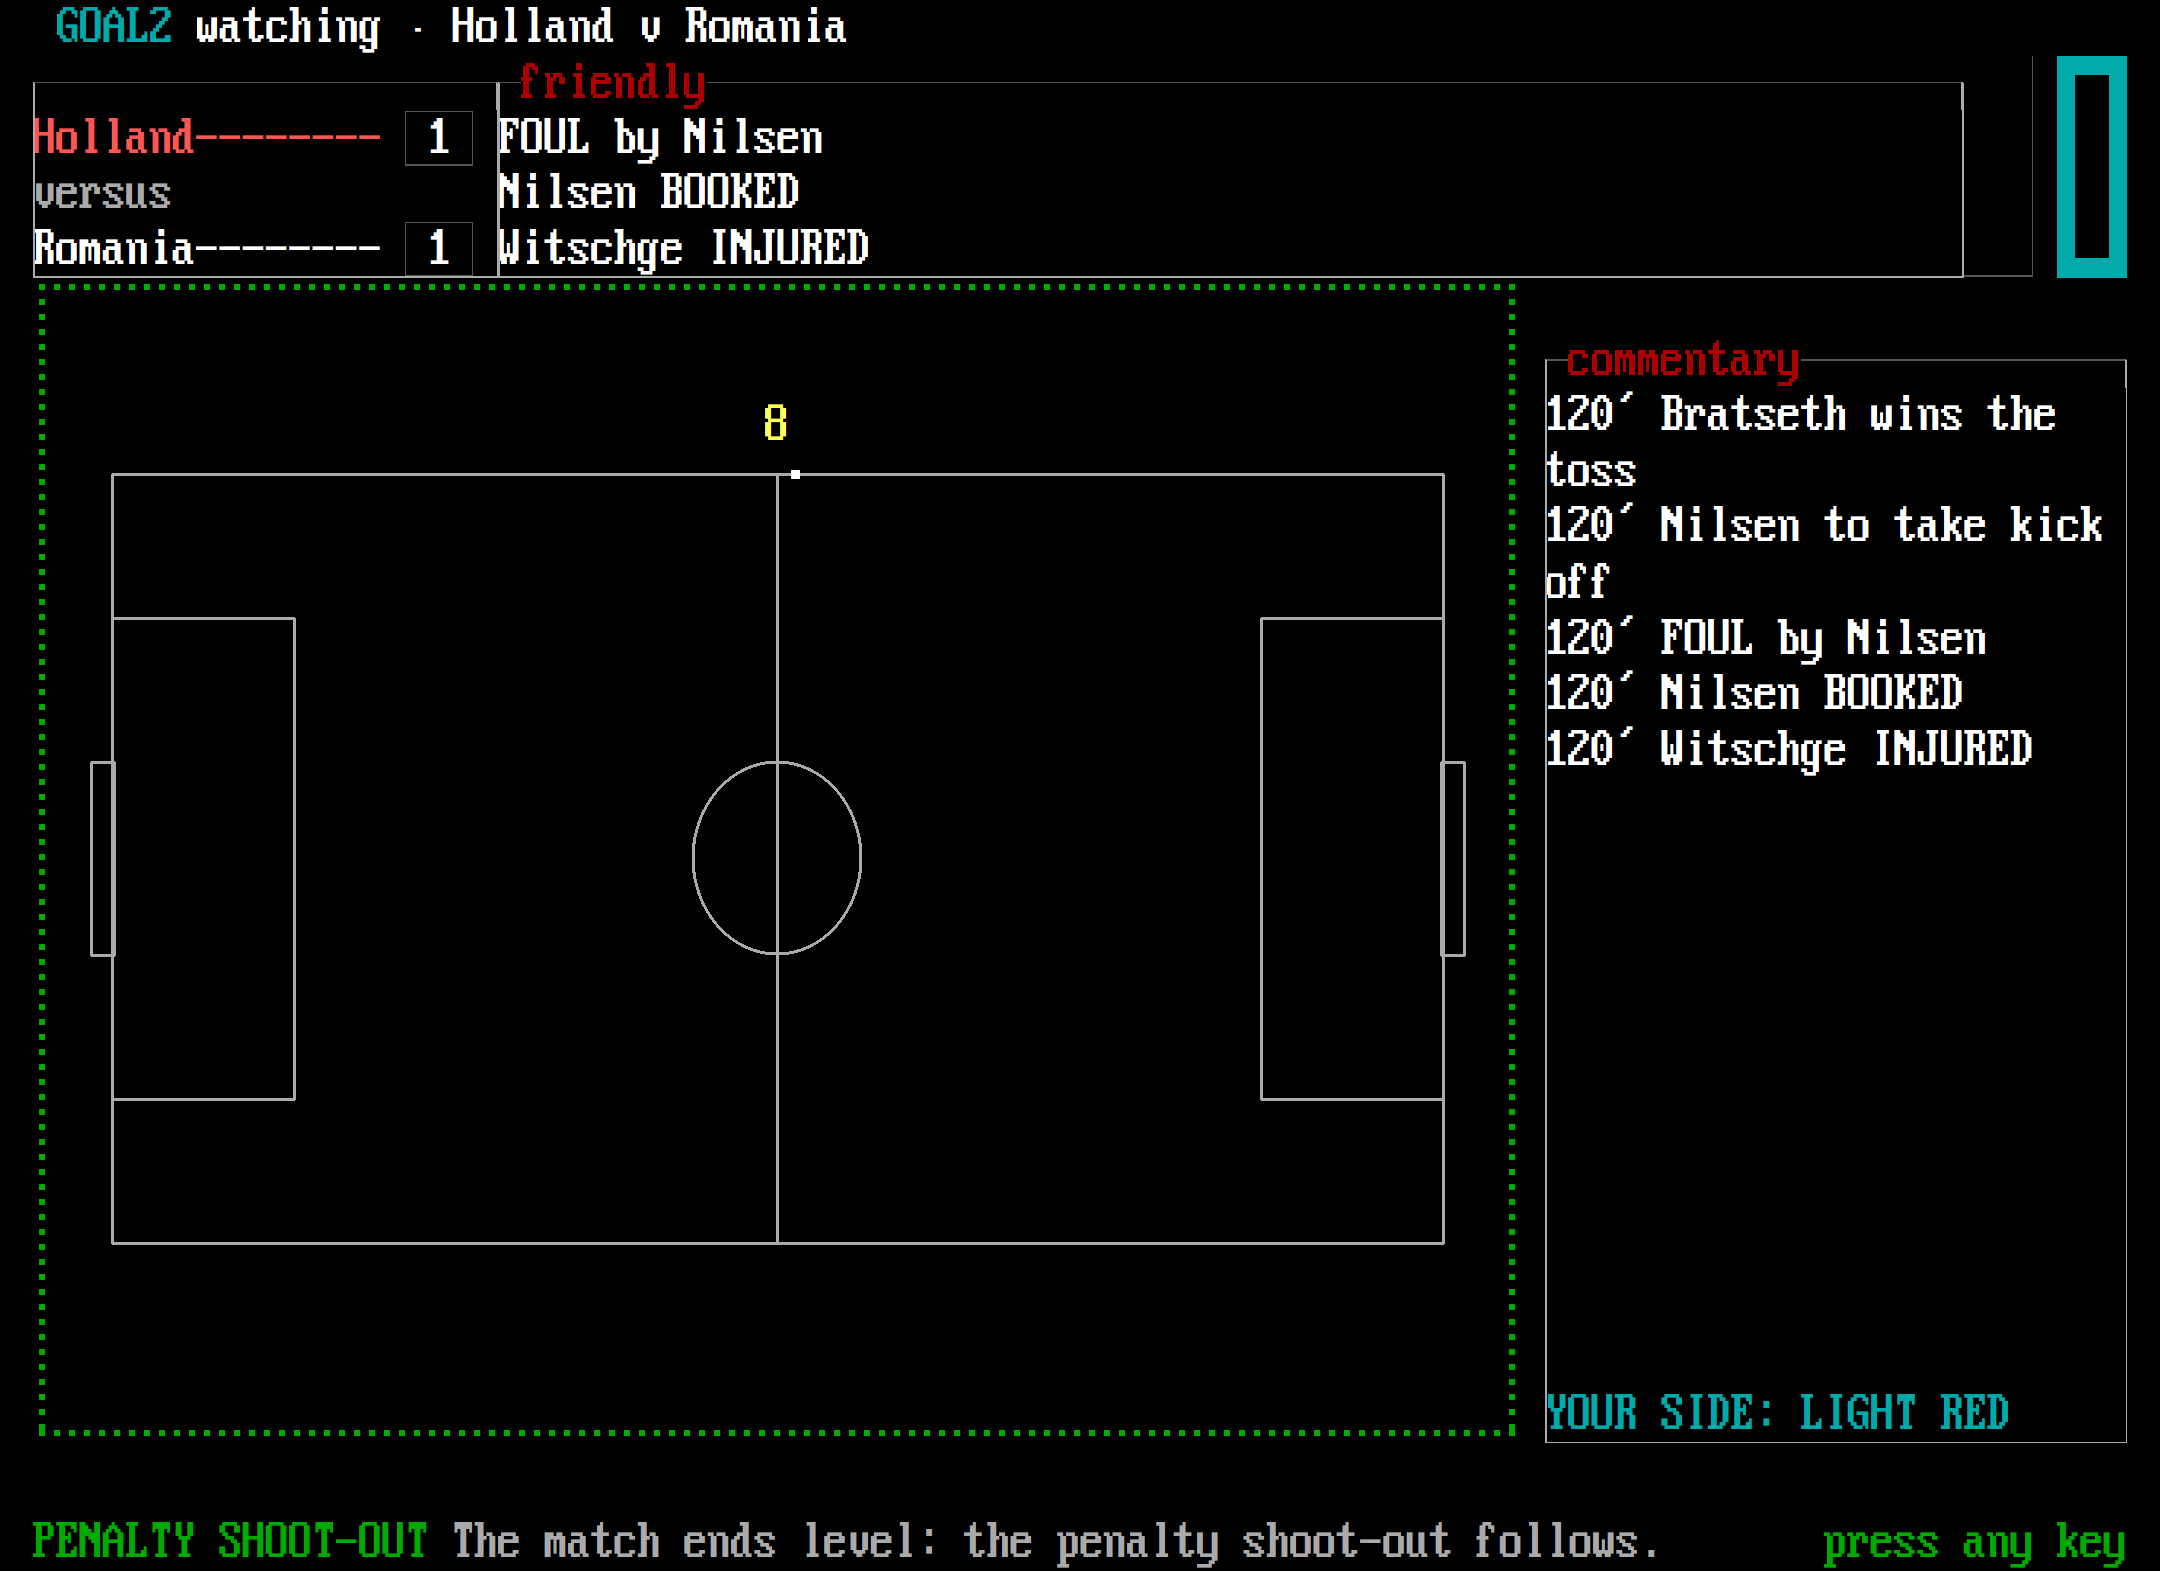 GOAL2 watching · Holland v Romania
friendly
Holland-------- 1
FOUL by Nilsen
versus
Nilsen BOOKED
Romania-------- 1
Witschge INJURED
8
commentary
120´ Bratseth wins the
toss
120´ Nilsen to take kick
off
120´ FOUL by Nilsen
120´ Nilsen BOOKED
120´ Witschge INJURED
YOUR SIDE: LIGHT RED
PENALTY SHOOT-OUT The match ends level: the penalty shoot-out follows. press any key